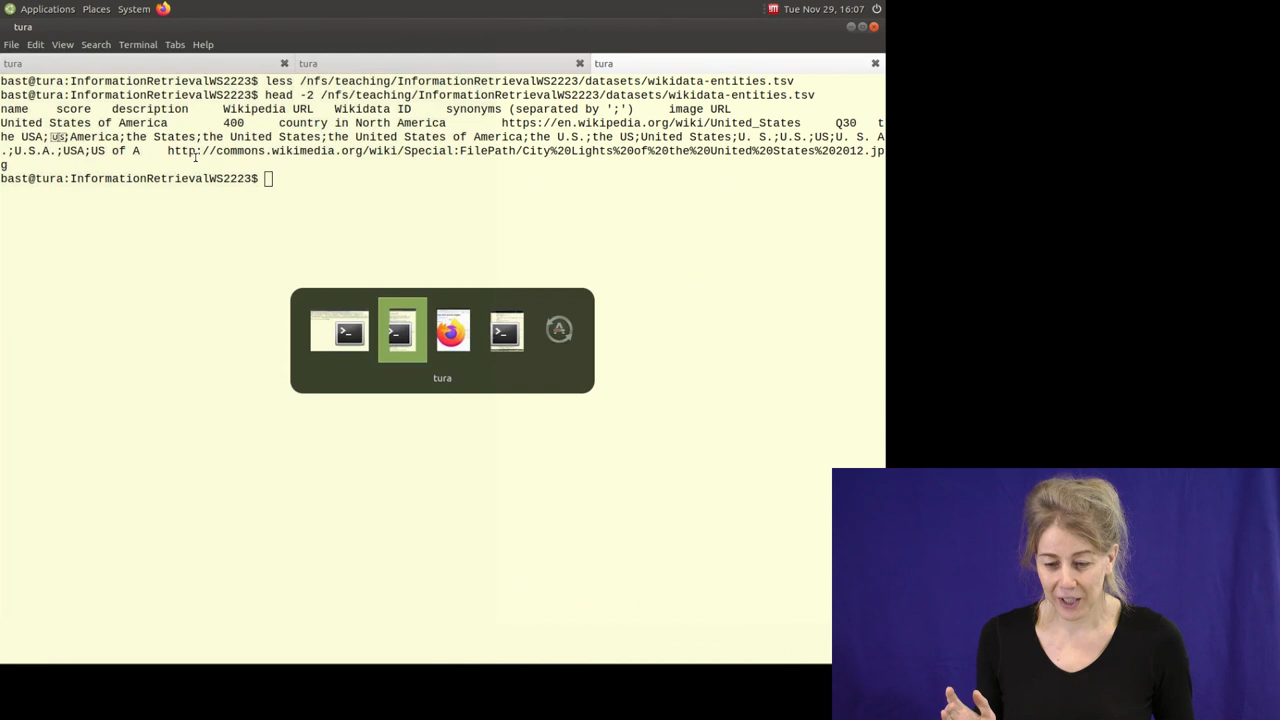 Applications Places System
Tue Nov 29, 16:07
tura
File Edit View Search Terminal Tabs Help
tura tura tura
bast@tura:InformationRetrievalWS2223$ less /nfs/teaching/InformationRetrievalWS2223/datasets/wikidata-entities.tsv
bast@tura:InformationRetrievalWS2223$ head -2 /nfs/teaching/InformationRetrievalWS2223/datasets/wikidata-entities.tsv
name score description Wikipedia URL Wikidata ID synonyms (separated by ';') image URL
United States of America 400 country in North America https://en.wikipedia.org/wiki/United_States Q30 t
he USA;🇺🇸;America;the States;the United States;the United States of America;the U.S.;the US;United States;U. S.;U.S.;US;U. S. A
.;U.S.A.;USA;US of A http://commons.wikimedia.org/wiki/Special:FilePath/City%20Lights%20of%20the%20United%20States%202012.jp
g
bast@tura:InformationRetrievalWS2223$
tura